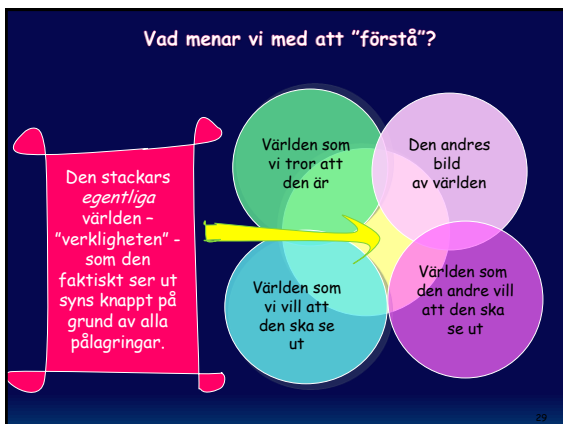 Vad menar vi med att ”förstå”?
Den stackars
egentliga
världen –
”verkligheten” -
som den
faktiskt ser ut
syns knappt på
grund av alla
pålagringar.
Världen som
vi tror att
den är
Den andres
bild
av världen
Världen som
vi vill att
den ska se
ut
Världen som
den andre vill
att den ska
se ut
29